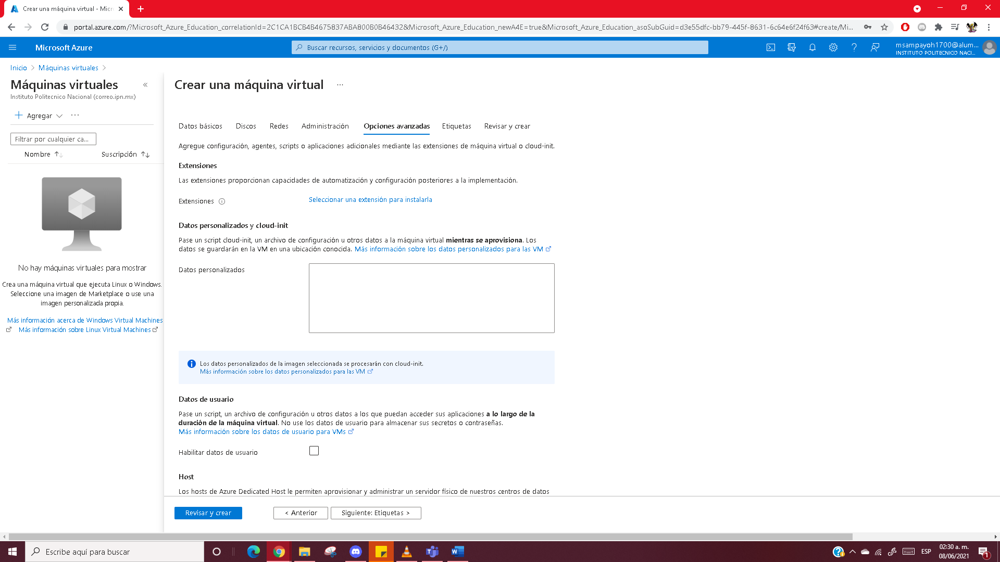 Crear una máquina virtual - Micr
portal.azure.com/?Microsoft_Azure_Education_correlationId=2C1CA1BCB4B4675837ABA800B0B46432&Microsoft_Azure_Education_newA4E=true&Microsoft_Azure_Education_asoSubGuid=d3e55dfc-bb79-445f-8631-6c64e6f24f63#create/Mi...
Microsoft Azure
Buscar recursos, servicios y documentos (G+/)
msampayoh1700@alum...
INSTITUTO POLITECNICO NACI...
Inicio > Máquinas virtuales >
Máquinas virtuales
Instituto Politecnico Nacional (correo.ipn.mx)
Agregar
Filtrar por cualquier ca...
Nombre
Suscripción
No hay máquinas virtuales para mostrar
Crea una máquina virtual que ejecuta Linux o Windows.
Seleccione una imagen de Marketplace o use una
imagen personalizada propia.
Más información acerca de Windows Virtual Machines
Más información sobre Linux Virtual Machines
Crear una máquina virtual ...
Datos básicos
Discos
Redes
Administración
Opciones avanzadas
Etiquetas
Revisar y crear
Agregue configuración, agentes, scripts o aplicaciones adicionales mediante las extensiones de máquina virtual o cloud-init.
Extensiones
Las extensiones proporcionan capacidades de automatización y configuración posteriores a la implementación.
Extensiones
Seleccionar una extensión para instalarla
Datos personalizados y cloud-init
Pase un script cloud-init, un archivo de configuración u otros datos a la máquina virtual mientras se aprovisiona. Los
datos se guardarán en la VM en una ubicación conocida. Más información sobre los datos personalizados para las VM
Datos personalizados
Los datos personalizados de la imagen seleccionada se procesarán con cloud-init.
Más información sobre los datos personalizados para las VM
Datos de usuario
Pase un script, un archivo de configuración u otros datos a los que puedan acceder sus aplicaciones a lo largo de la
duración de la máquina virtual. No use los datos de usuario para almacenar sus secretos o contraseñas.
Más información sobre los datos de usuario para VMs
Habilitar datos de usuario
Host
Los hosts de Azure Dedicated Host le permiten aprovisionar y administrar un servidor físico de nuestros centros de datos
Revisar y crear
< Anterior
Siguiente: Etiquetas >
Escribe aquí para buscar
ESP
02:30 a. m.
08/06/2021
1